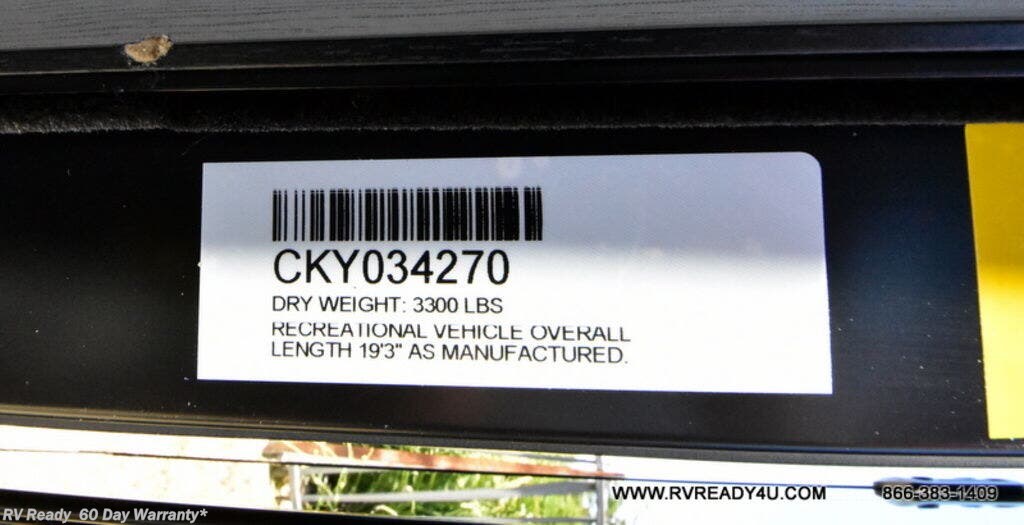 CKY034270
DRY WEIGHT: 3300 LBS
RECREATIONAL VEHICLE OVERALL
LENGTH 19'3" AS MANUFACTURED.
WWW.RVREADY4U.COM 866-383-1409
RV Ready 60 Day Warranty*